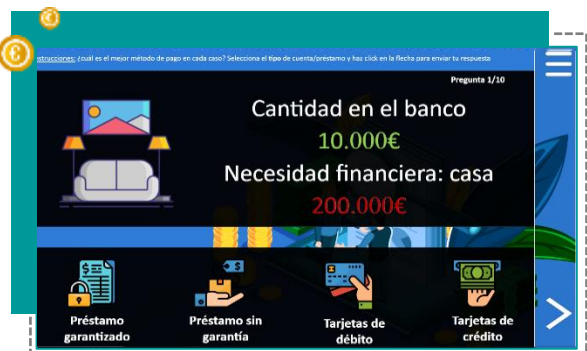 Instrucciones: ¿cuál es el mejor método de pago en cada caso? Selecciona el tipo de cuenta/préstamo y haz click en la flecha para enviar tu respuesta
Pregunta 1/10
Cantidad en el banco
10.000€
Necesidad financiera: casa
200.000€
Préstamo
garantizado
Préstamo sin
garantía
Tarjetas de
débito
Tarjetas de
crédito